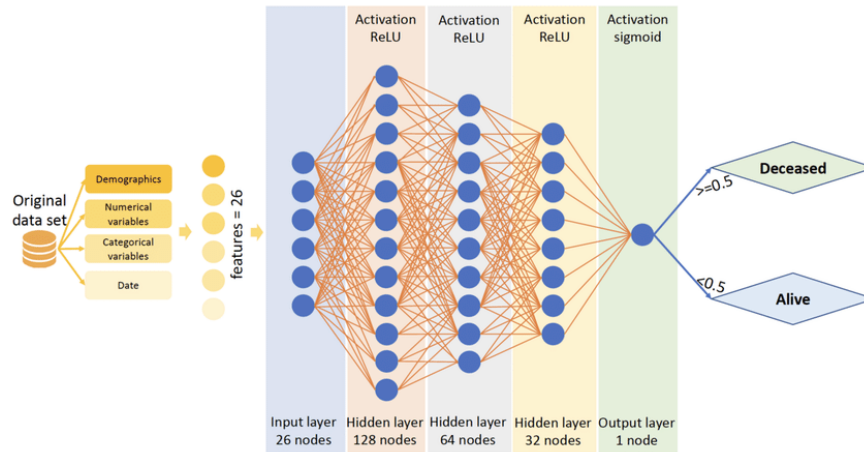 Activation
ReLU
Activation
ReLU
Activation
ReLU
Activation
sigmoid
Original
data set
Demographics
Numerical
variables
Categorical
variables
Date
features = 26
>=0.5
<0.5
Deceased
Alive
Input layer
26 nodes
Hidden layer
128 nodes
Hidden layer
64 nodes
Hidden layer
32 nodes
Output layer
1 node